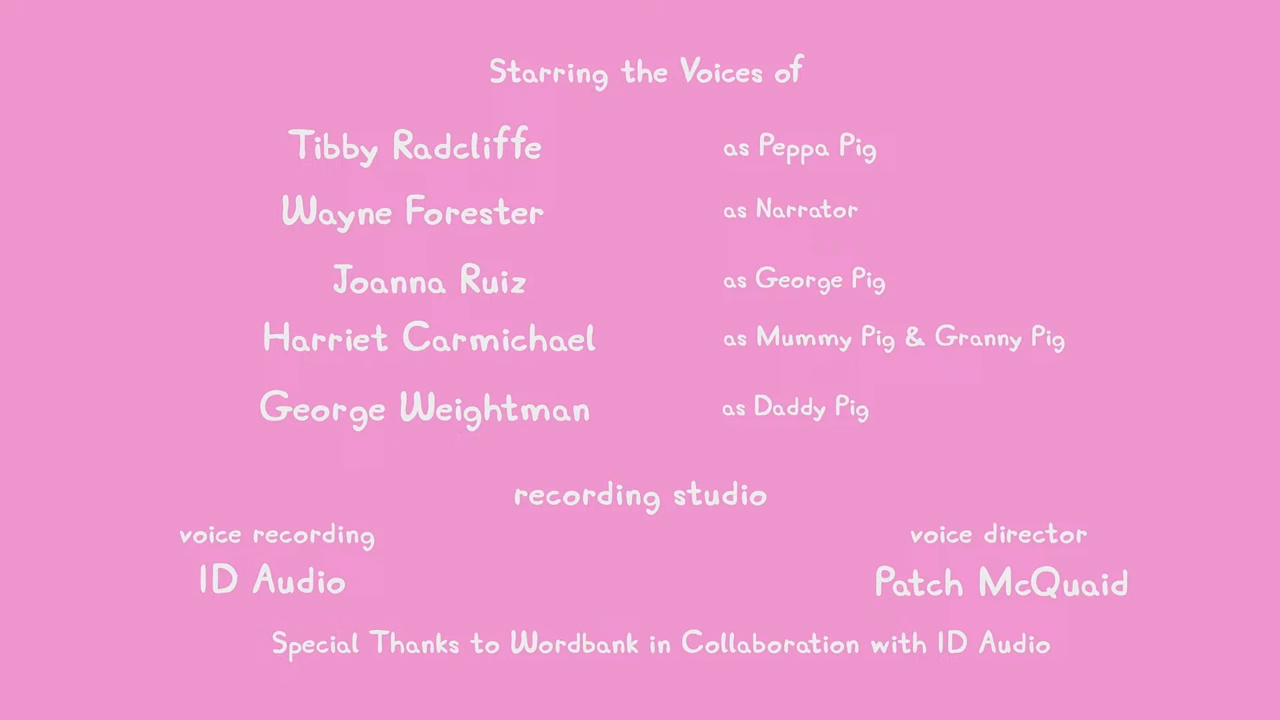 Starring the Voices of
Tibby Radcliffe as Peppa Pig
Wayne Forester as Narrator
Joanna Ruiz as George Pig
Harriet Carmichael as Mummy Pig & Granny Pig
George Weightman as Daddy Pig
recording studio
voice recording voice director
ID Audio Patch McQuaid
Special Thanks to Wordbank in Collaboration with ID Audio